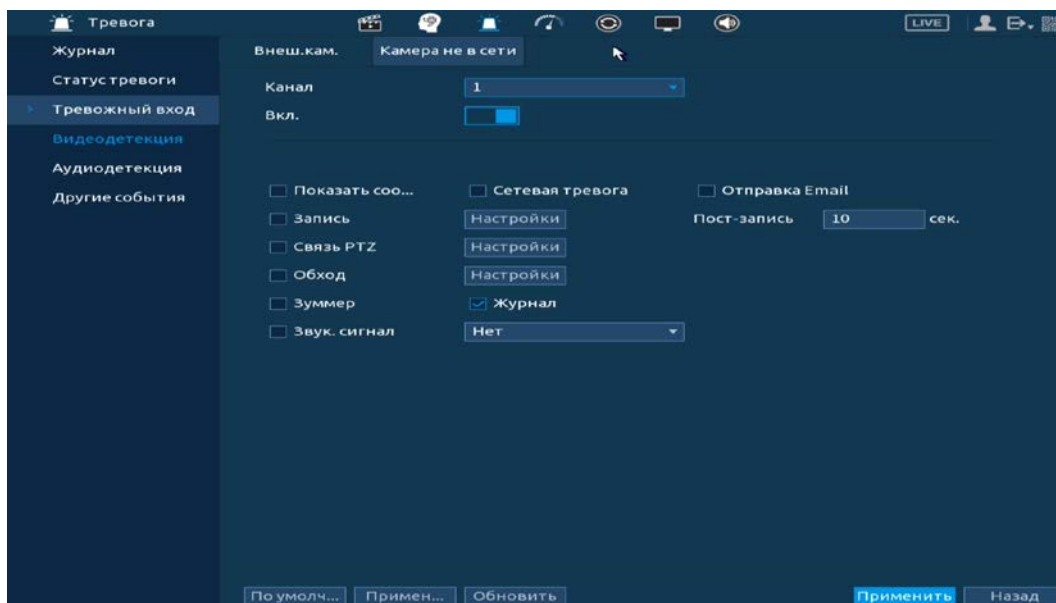 Тревога LIVE
Журнал
Статус тревоги
Тревожный вход
Видеодетекция
Аудиодетекция
Другие события
Внеш.кам. Камера не в сети
Канал 1
Вкл.
Показать соо... Сетевая тревога Отправка Email
Запись Настройки Пост-запись 10 сек.
Связь PTZ Настройки
Обход Настройки
Зуммер Журнал
Звук. сигнал Нет
По умолч... Примен... Обновить Применить Назад